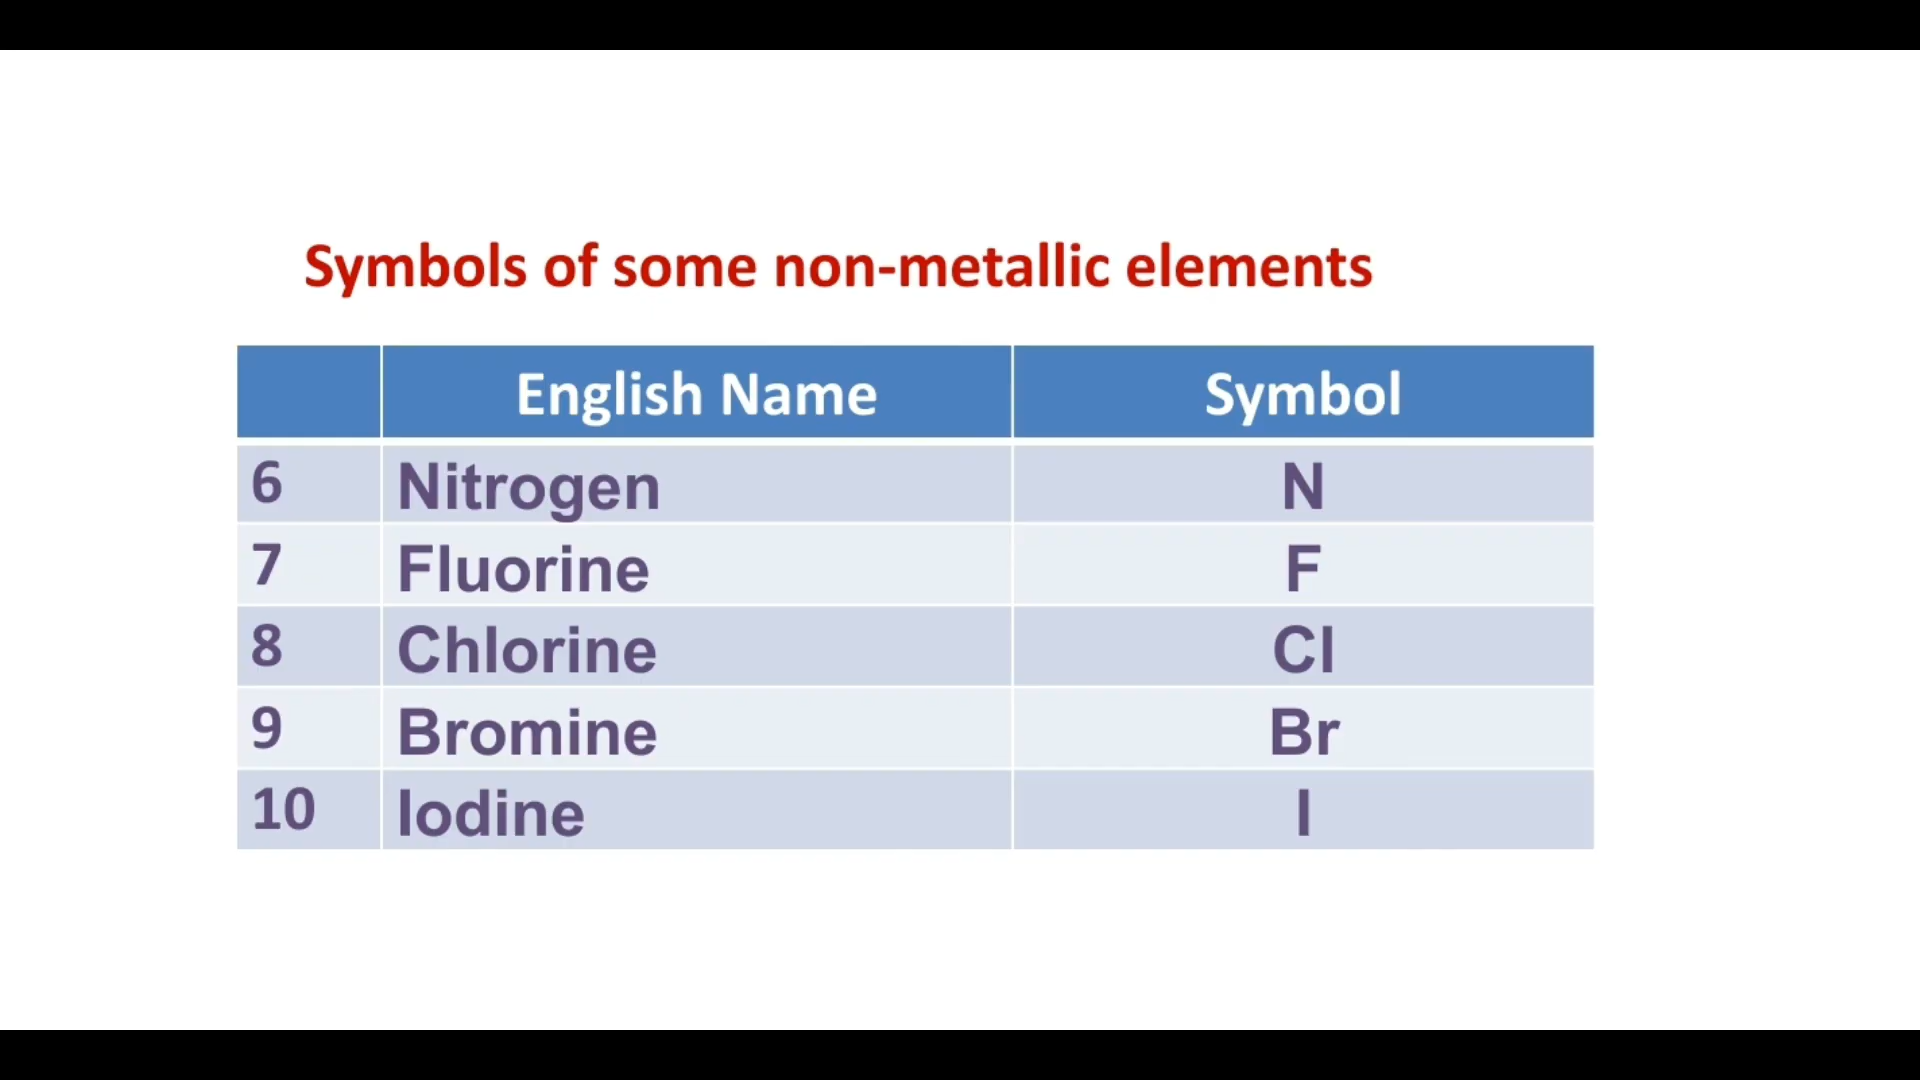 Symbols of some non-metallic elements
English Name Symbol
6 Nitrogen N
7 Fluorine F
8 Chlorine Cl
9 Bromine Br
10 Iodine I